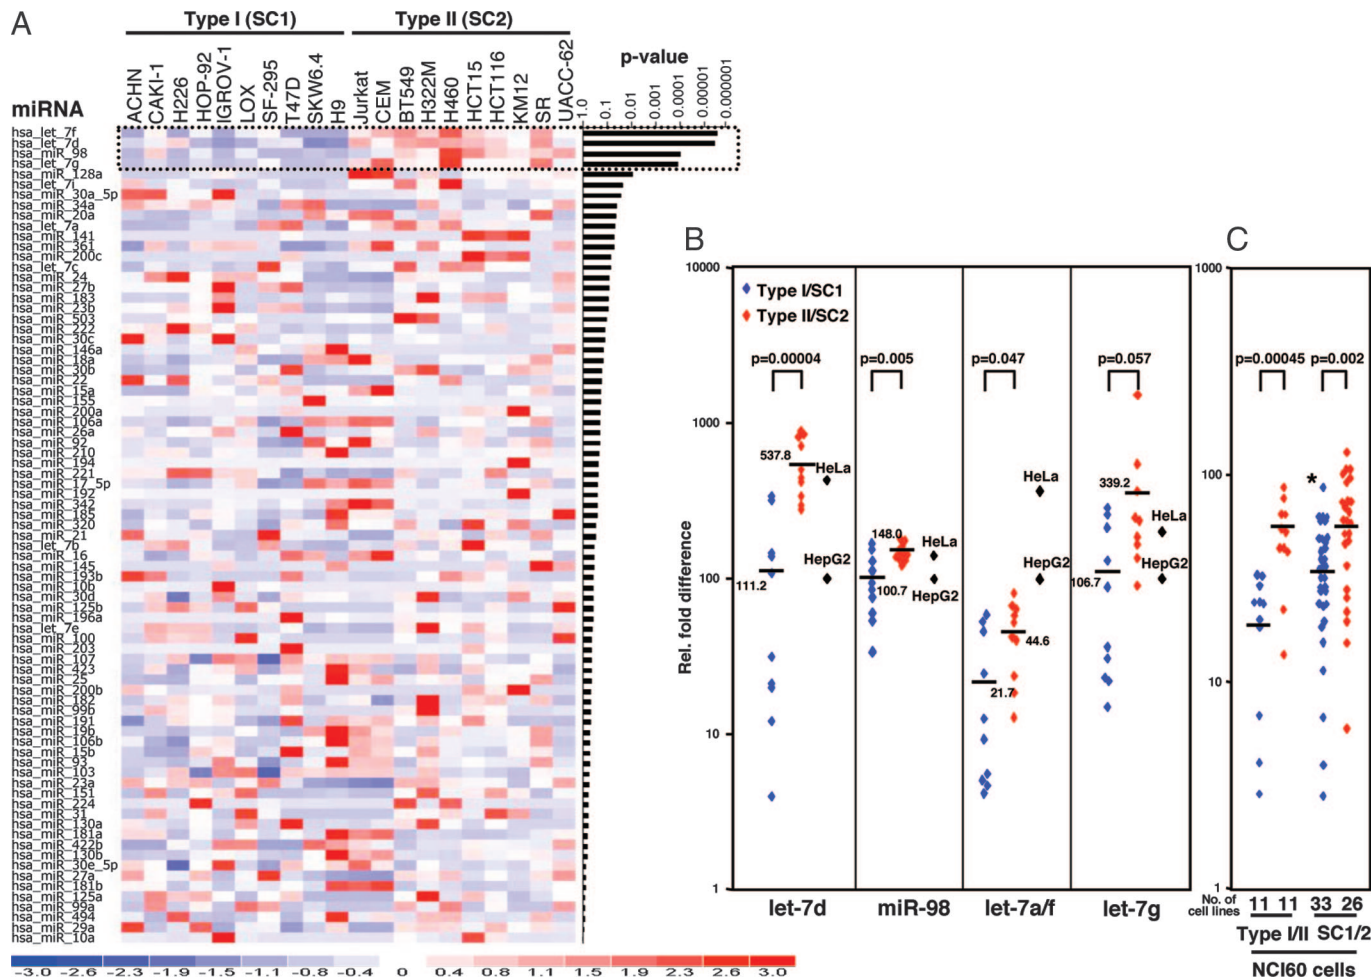 A
Type I (SC1)
Type II (SC2)
miRNA
ACHN
CAKI-1
H226
HOP-92
IGROV-1
LOX
SF-295
T47D
SKW6.4
H9
Jurkat
CEM
BT549
H322M
H460
HCT15
HCT116
KM12
SR
UACC-62
p-value
1.0
0.1
0.01
0.001
0.0001
0.00001
0.000001
hsa_let_7f
hsa_let_7d
hsa_miR_98
hsa_let_7g
hsa_miR_128a
hsa_let_7i
hsa_miR_30a_5p
hsa_miR_34a
hsa_miR_20a
hsa_let_7a
hsa_miR_141
hsa_miR_361
hsa_miR_200c
hsa_let_7c
hsa_miR_24
hsa_miR_27b
hsa_miR_183
hsa_miR_23b
hsa_miR_503
hsa_miR_222
hsa_miR_30c
hsa_miR_146a
hsa_miR_18a
hsa_miR_30b
hsa_miR_22
hsa_miR_15a
hsa_miR_155
hsa_miR_200a
hsa_miR_106a
hsa_miR_26a
hsa_miR_92
hsa_miR_210
hsa_miR_194
hsa_miR_221
hsa_miR_17_5p
hsa_miR_192
hsa_miR_342
hsa_miR_185
hsa_miR_320
hsa_miR_21
hsa_let_7b
hsa_miR_16
hsa_miR_145
hsa_miR_193b
hsa_miR_10b
hsa_miR_30d
hsa_miR_125b
hsa_miR_196a
hsa_let_7e
hsa_miR_100
hsa_miR_203
hsa_miR_107
hsa_miR_423
hsa_miR_25
hsa_miR_200b
hsa_miR_182
hsa_miR_99b
hsa_miR_191
hsa_miR_19b
hsa_miR_106b
hsa_miR_15b
hsa_miR_93
hsa_miR_103
hsa_miR_23a
hsa_miR_151
hsa_miR_224
hsa_miR_31
hsa_miR_130a
hsa_miR_181a
hsa_miR_422b
hsa_miR_130b
hsa_miR_30e_5p
hsa_miR_27a
hsa_miR_181b
hsa_miR_125a
hsa_miR_99a
hsa_miR_494
hsa_miR_29a
hsa_miR_10a
-3.0 -2.6 -2.3 -1.9 -1.5 -1.1 -0.8 -0.4 0 0.4 0.8 1.1 1.5 1.9 2.3 2.6 3.0
B
Rel. fold difference
10000
1000
100
10
1
Type I/SC1
Type II/SC2
p=0.00004
537.8
HeLa
111.2
HepG2
let-7d
p=0.005
148.0
HeLa
100.7
HepG2
miR-98
p=0.047
HeLa
HepG2
44.6
21.7
let-7a/f
p=0.057
339.2
HeLa
HepG2
106.7
let-7g
C
1000
100
10
1
p=0.00045 p=0.002
*
No. of
cell lines
11 11 33 26
Type I/II SC1/2
NCI60 cells